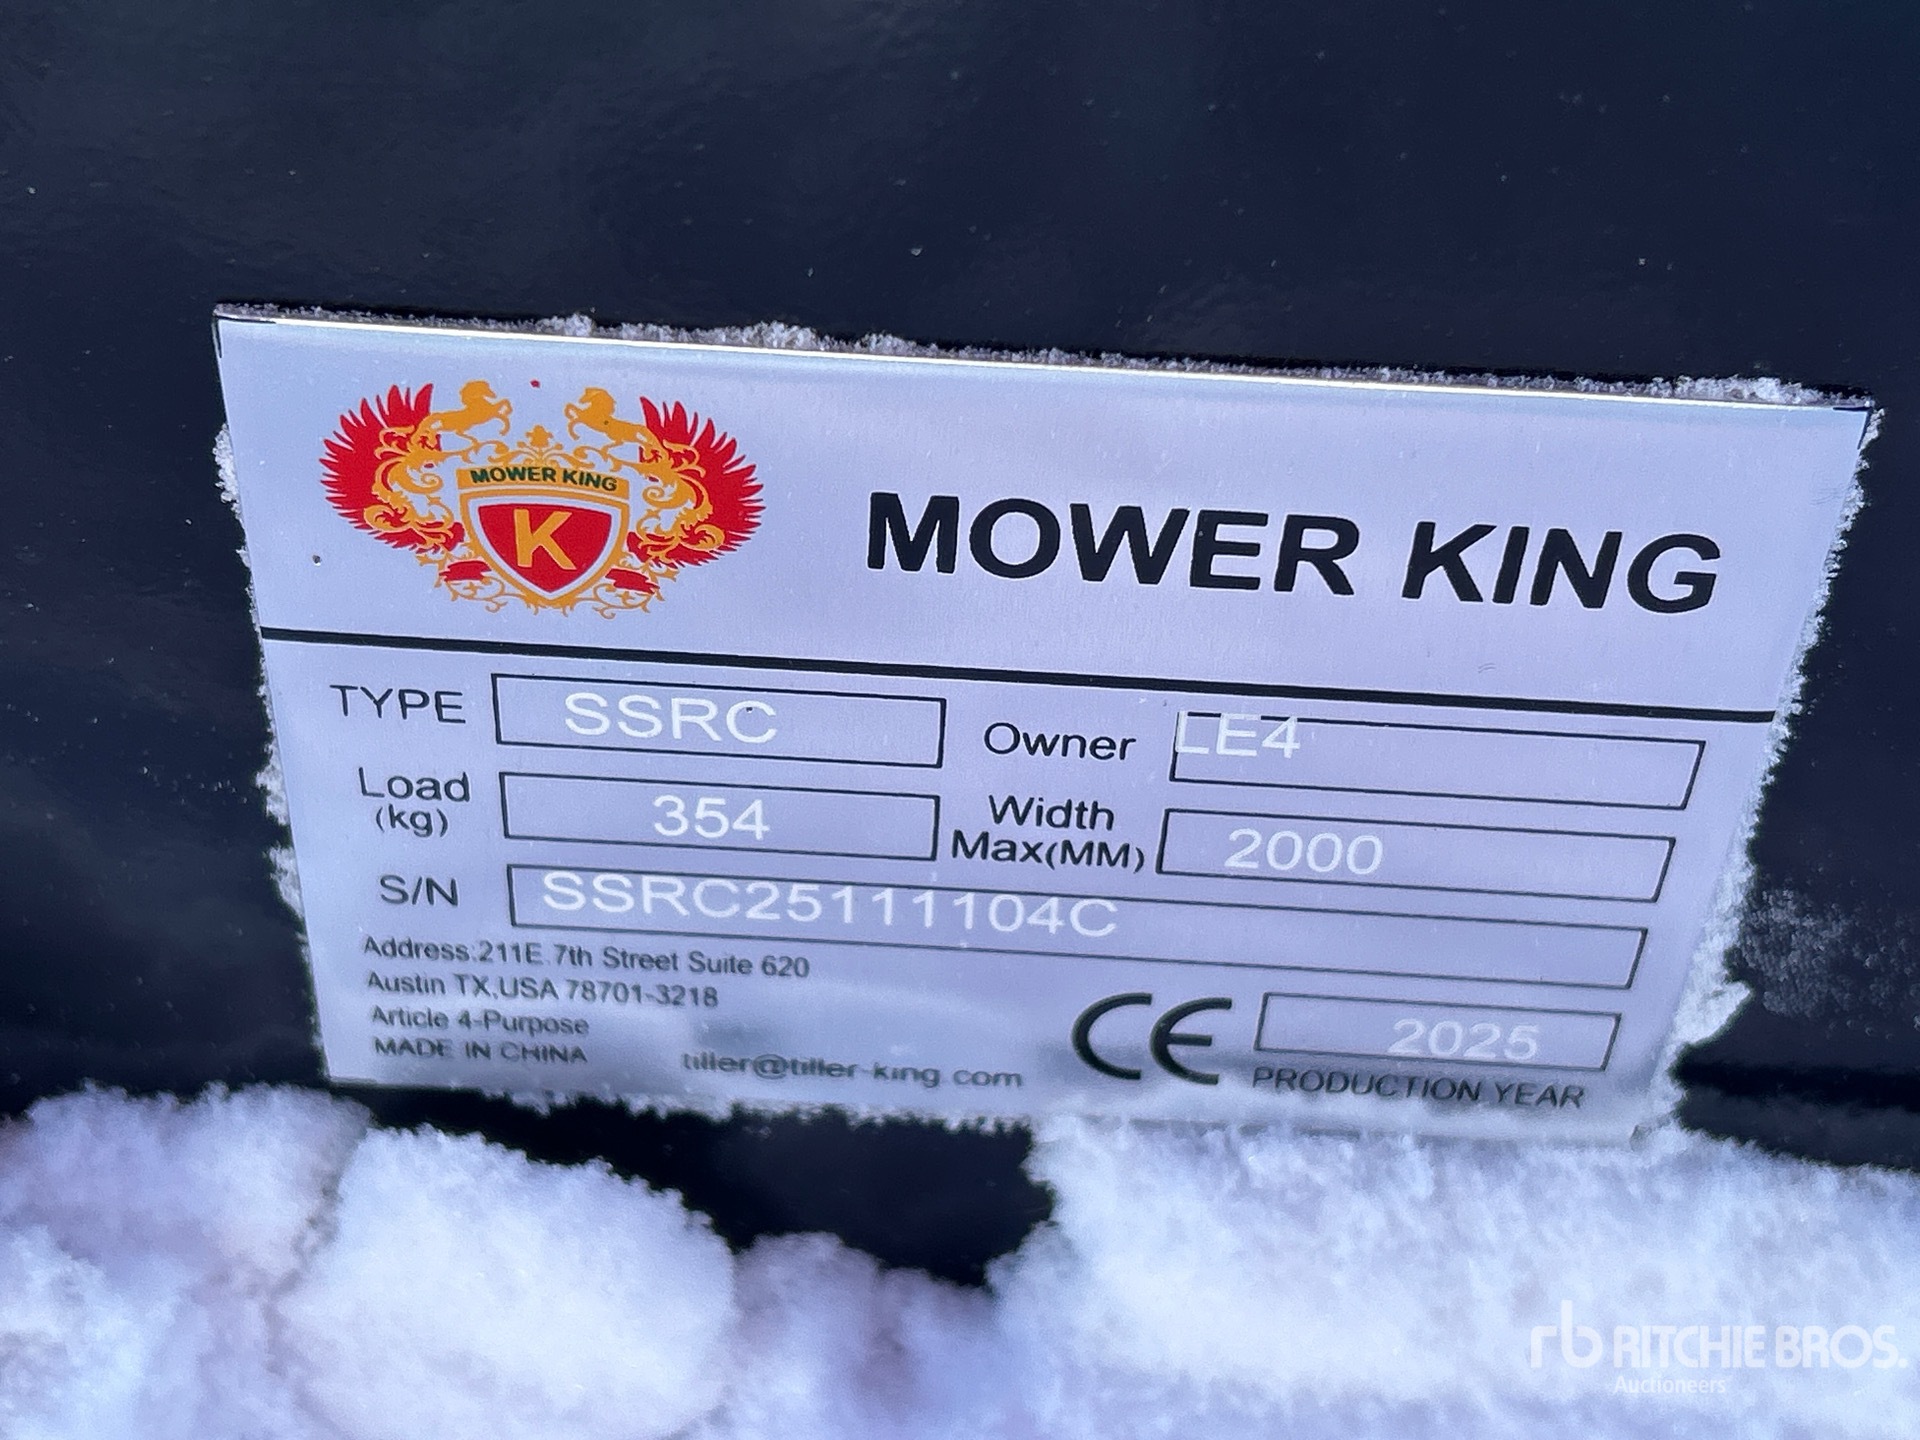 MOWER KING
K
MOWER KING
TYPE SSRC Owner LE4
Load (kg) 354 Width Max(MM) 2000
S/N SSRC25111104C
Address:211E.7th Street Suite 620
Austin TX,USA 78701-3218
Article 4-Purpose
MADE IN CHINA
tiller@tiller-king.com
CE 2025
PRODUCTION YEAR
rb RITCHIE BROS.
Auctioneers